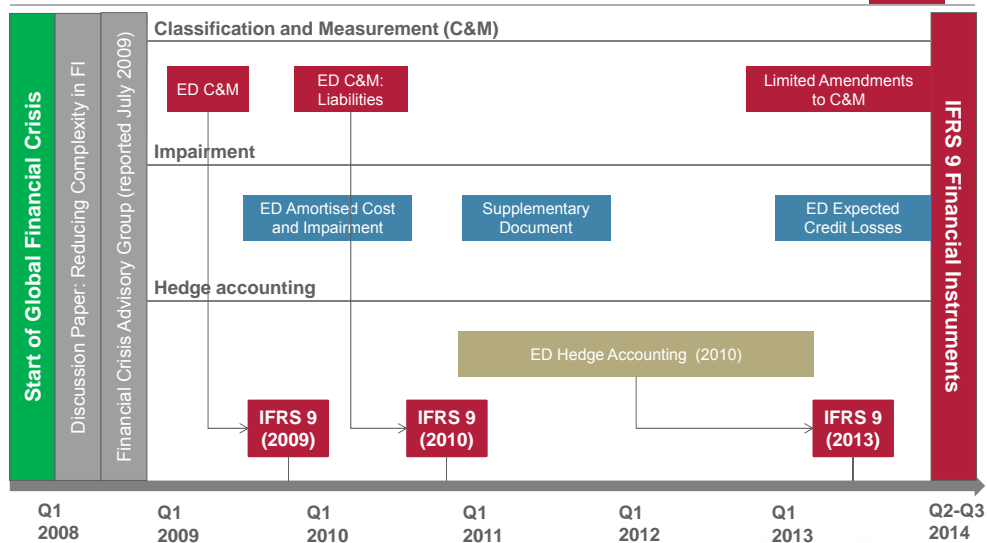 Start of Global Financial Crisis
Discussion Paper: Reducing Complexity in FI
Financial Crisis Advisory Group (reported July 2009)
Classification and Measurement (C&M)
ED C&M
ED C&M:
Liabilities
Limited Amendments
to C&M
Impairment
ED Amortised Cost
and Impairment
Supplementary
Document
ED Expected
Credit Losses
Hedge accounting
ED Hedge Accounting (2010)
IFRS 9
(2009)
IFRS 9
(2010)
IFRS 9
(2013)
IFRS 9 Financial Instruments
Q1
2008
Q1
2009
Q1
2010
Q1
2011
Q1
2012
Q1
2013
Q2-Q3
2014